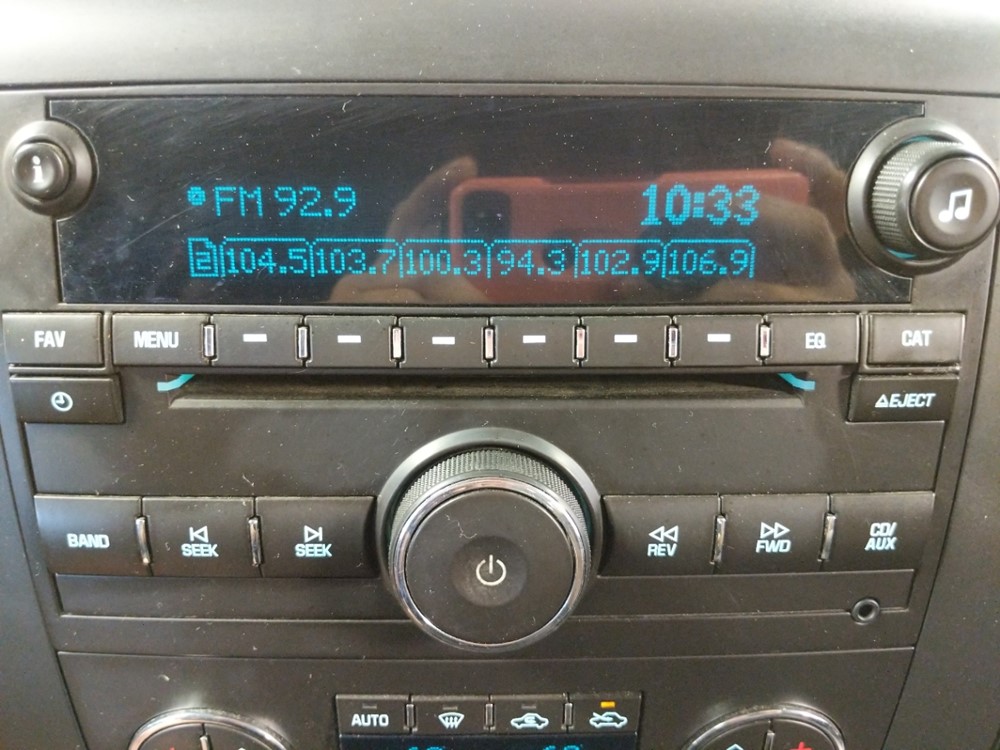 i
FM 92.9 10:33
2 104.5 103.7 100.3 94.3 102.9 106.9
FAV MENU EQ CAT
EJECT
BAND SEEK SEEK REV FWD CD/
AUX
AUTO